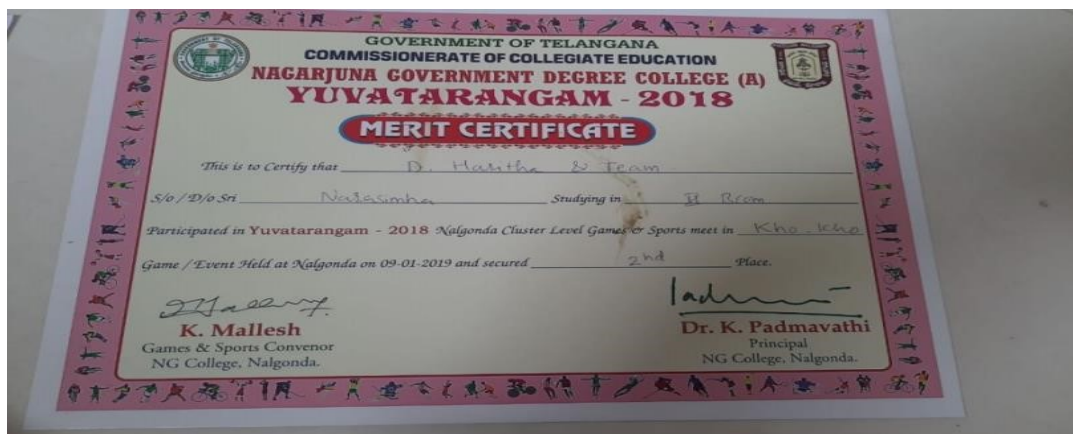 GOVERNMENT OF TELANGANA
COMMISSIONERATE OF COLLEGIATE EDUCATION
NAGARJUNA GOVERNMENT DEGREE COLLEGE (A)
YUVATARANGAM - 2018
MERIT CERTIFICATE
This is to Certify that D. Haritha & Team
S/o / D/o Sri Narasimha Studying in II Bcom
Participated in Yuvatarangam - 2018 Nalgonda Cluster Level Games & Sports meet in Kho-Kho
Game / Event Held at Nalgonda on 09-01-2019 and secured 2nd Place.
K. Mallesh
Games & Sports Convenor
NG College, Nalgonda.
Dr. K. Padmavathi
Principal
NG College, Nalgonda.